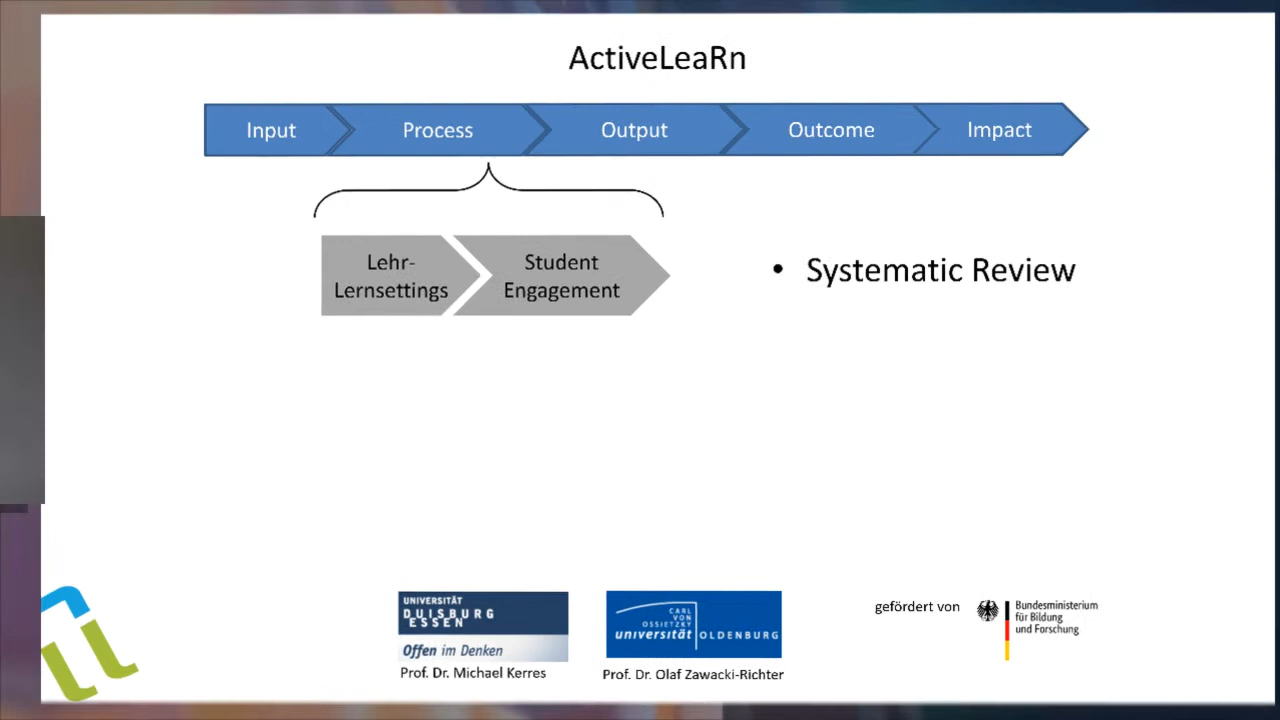 ActiveLeaRn
Input Process Output Outcome Impact
Lehr-
Lernsettings
Student
Engagement
• Systematic Review
UNIVERSITÄT
DUISBURG
ESSEN
Offen im Denken
Prof. Dr. Michael Kerres
CARL
VON
OSSIETZKY
universität OLDENBURG
Prof. Dr. Olaf Zawacki-Richter
gefördert von
Bundesministerium
für Bildung
und Forschung